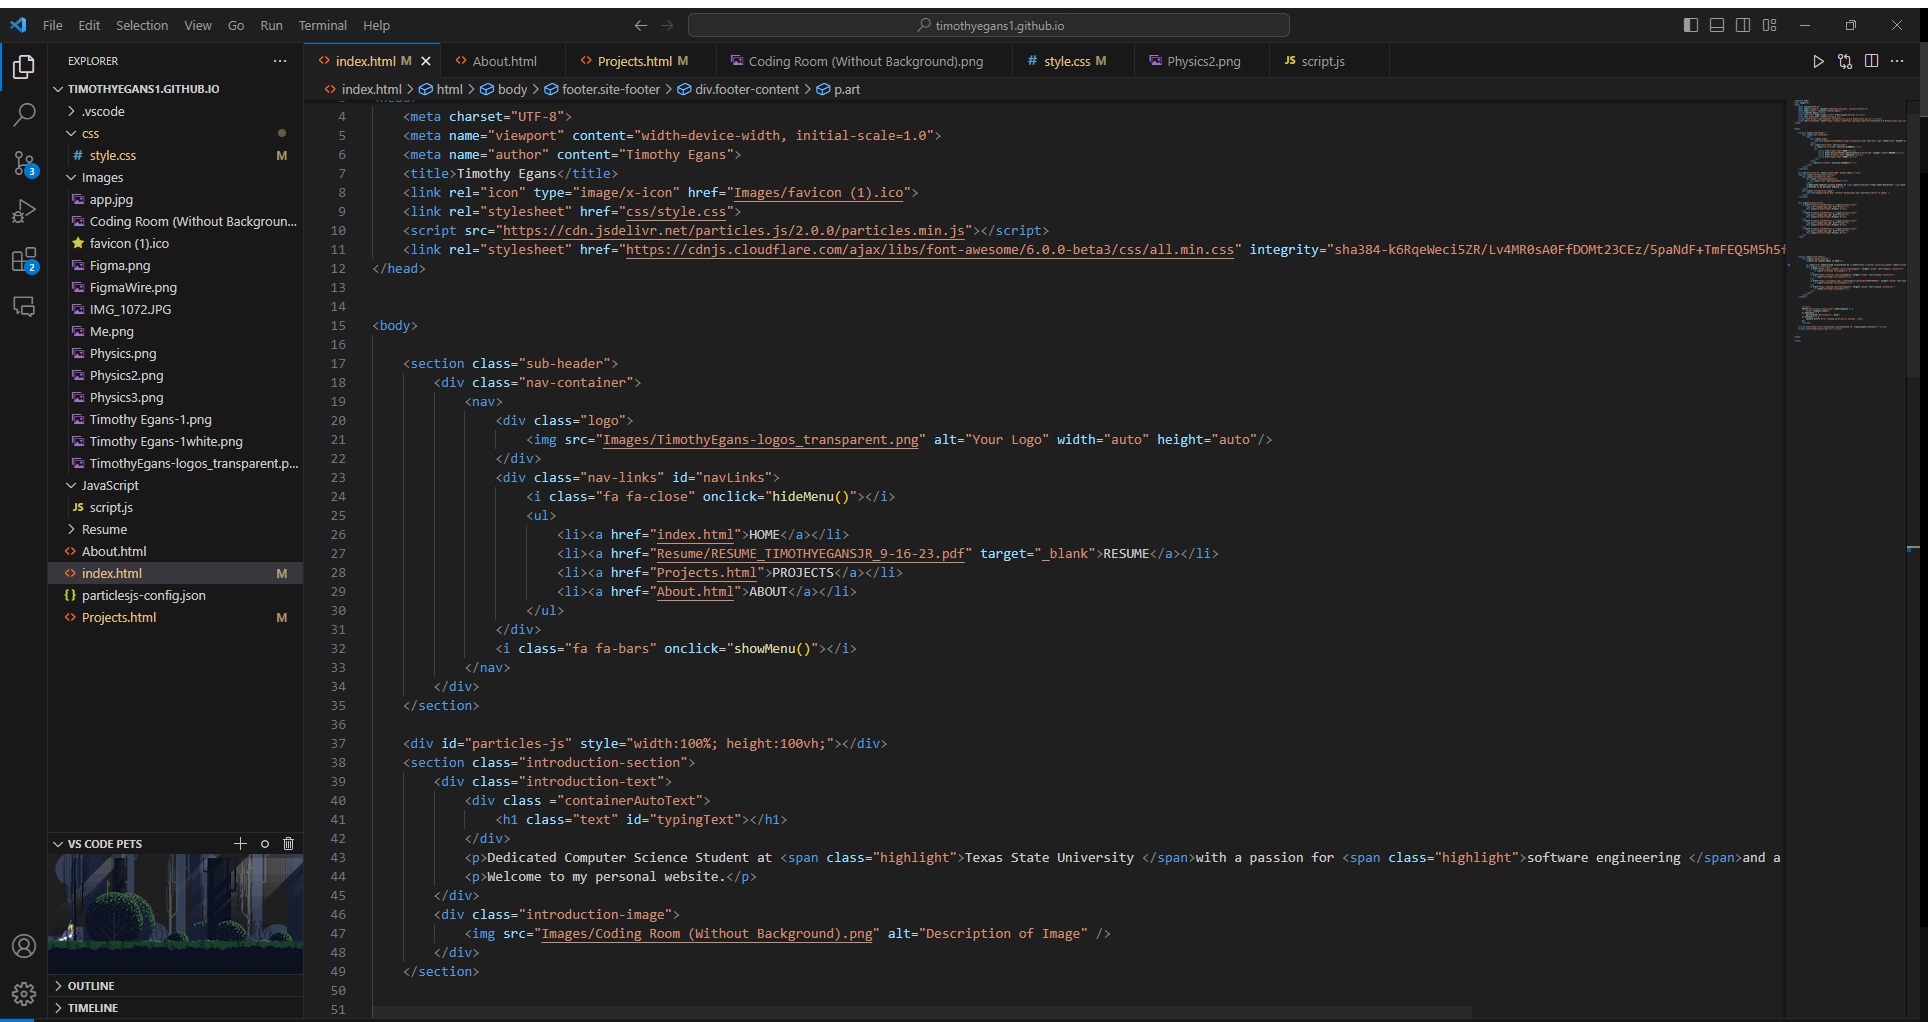 File Edit Selection View Go Run Terminal Help
timothyegans1.github.io
EXPLORER
index.html M
About.html
Projects.html M
Coding Room (Without Background).png
style.css M
Physics2.png
JS script.js
index.html > html > body > footer.site-footer > div.footer-content > p.art
TIMOTHYEGANS1.GITHUB.IO
.vscode
css
# style.css M
Images
app.jpg
Coding Room (Without Backgroun...
favicon (1).ico
Figma.png
FigmaWire.png
IMG_1072.JPG
Me.png
Physics.png
Physics2.png
Physics3.png
Timothy Egans-1.png
Timothy Egans-1white.png
TimothyEgans-logos_transparent.p...
JavaScript
JS script.js
Resume
About.html
index.html M
{} particlesjs-config.json
Projects.html M
3
2
VS CODE PETS
OUTLINE
TIMELINE
4 <meta charset="UTF-8">
5 <meta name="viewport" content="width=device-width, initial-scale=1.0">
6 <meta name="author" content="Timothy Egans">
7 <title>Timothy Egans</title>
8 <link rel="icon" type="image/x-icon" href="Images/favicon (1).ico">
9 <link rel="stylesheet" href="css/style.css">
10 <script src="https://cdn.jsdelivr.net/particles.js/2.0.0/particles.min.js"></script>
11 <link rel="stylesheet" href="https://cdnjs.cloudflare.com/ajax/libs/font-awesome/6.0.0-beta3/css/all.min.css" integrity="sha384-k6RqeWeci5ZR/Lv4MR0sA0FfDOMt23CEz/5paNdF+TmFEQ5M5h5f
12 </head>
13
14
15 <body>
16
17 <section class="sub-header">
18 <div class="nav-container">
19 <nav>
20 <div class="logo">
21 <img src="Images/TimothyEgans-logos_transparent.png" alt="Your Logo" width="auto" height="auto"/>
22 </div>
23 <div class="nav-links" id="navLinks">
24 <i class="fa fa-close" onclick="hideMenu()"></i>
25 <ul>
26 <li><a href="index.html">HOME</a></li>
27 <li><a href="Resume/RESUME_TIMOTHYEGANSJR_9-16-23.pdf" target="_blank">RESUME</a></li>
28 <li><a href="Projects.html">PROJECTS</a></li>
29 <li><a href="About.html">ABOUT</a></li>
30 </ul>
31 </div>
32 <i class="fa fa-bars" onclick="showMenu()"></i>
33 </nav>
34 </div>
35 </section>
36
37 <div id="particles-js" style="width:100%; height:100vh;"></div>
38 <section class="introduction-section">
39 <div class="introduction-text">
40 <div class ="containerAutoText">
41 <h1 class="text" id="typingText"></h1>
42 </div>
43 <p>Dedicated Computer Science Student at <span class="highlight">Texas State University </span>with a passion for <span class="highlight">software engineering </span>and a
44 <p>Welcome to my personal website.</p>
45 </div>
46 <div class="introduction-image">
47 <img src="Images/Coding Room (Without Background).png" alt="Description of Image" />
48 </div>
49 </section>
50
51